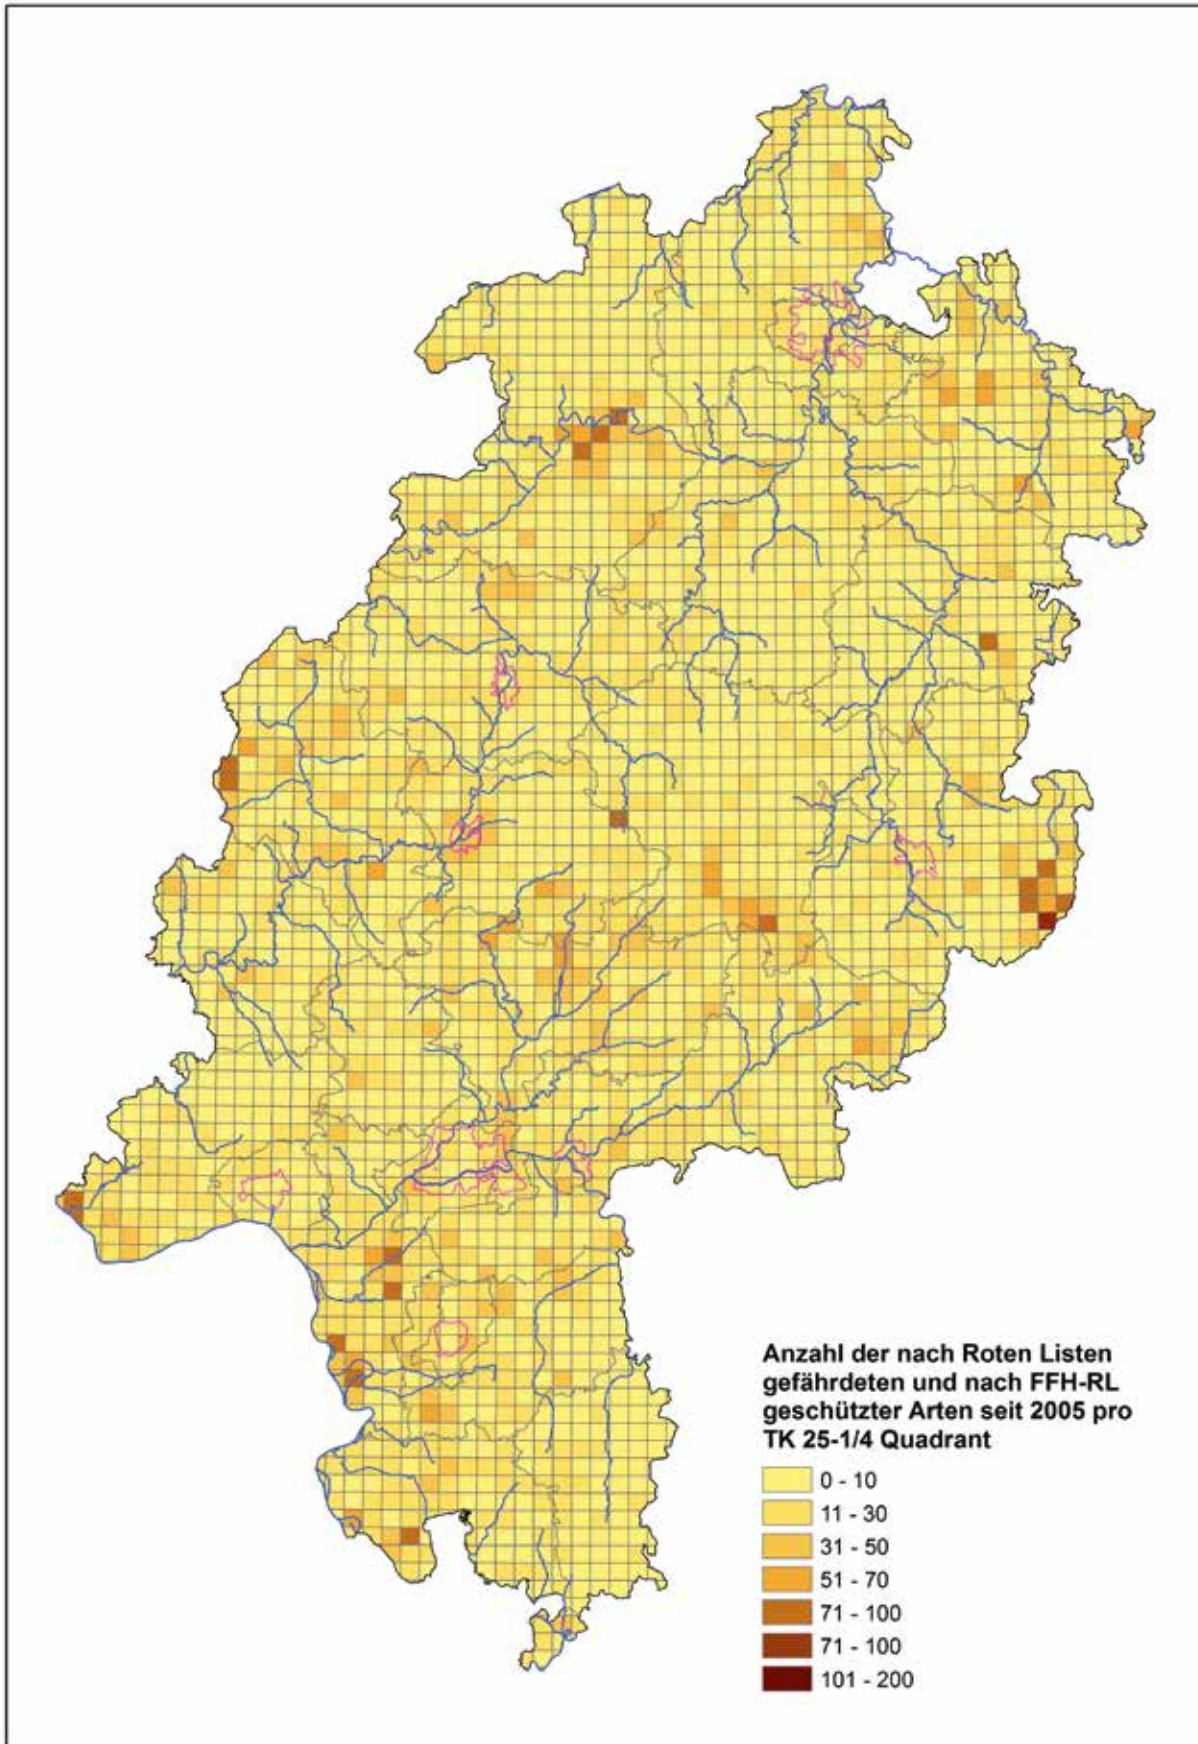 Anzahl der nach Roten Listen
gefährdeten und nach FFH-RL
geschützter Arten seit 2005 pro
TK 25-1/4 Quadrant
0 - 10
11 - 30
31 - 50
51 - 70
71 - 100
71 - 100
101 - 200